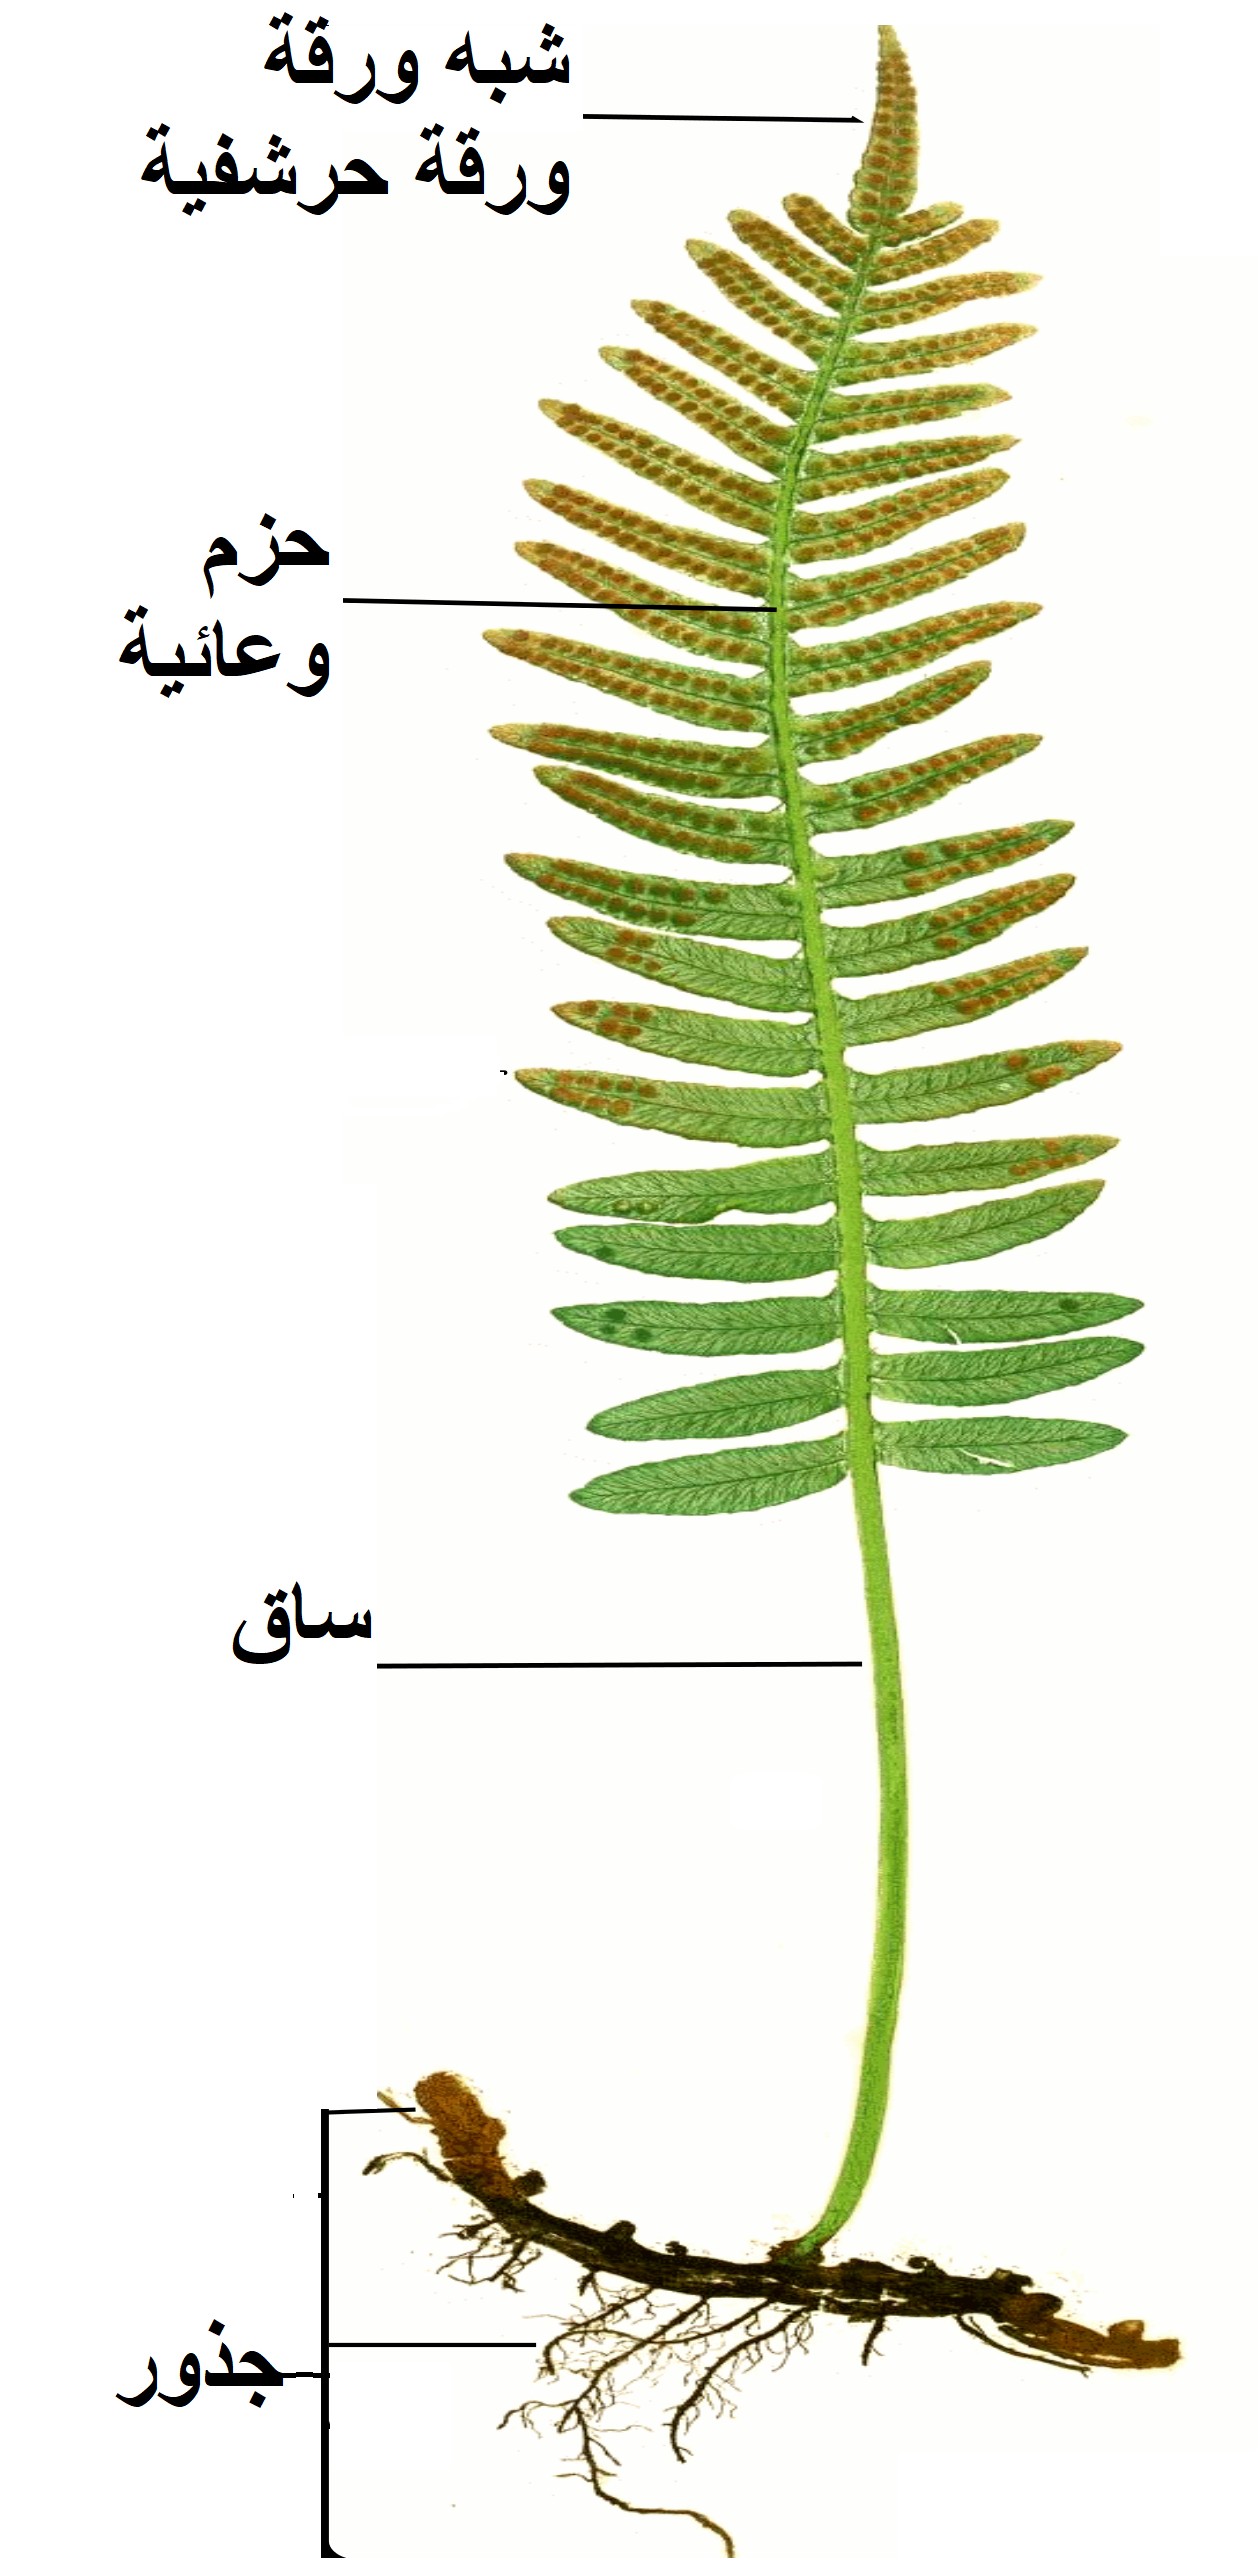 شبه ورقة
ورقة حرشفية
حزم
وعائية
ساق
جذور